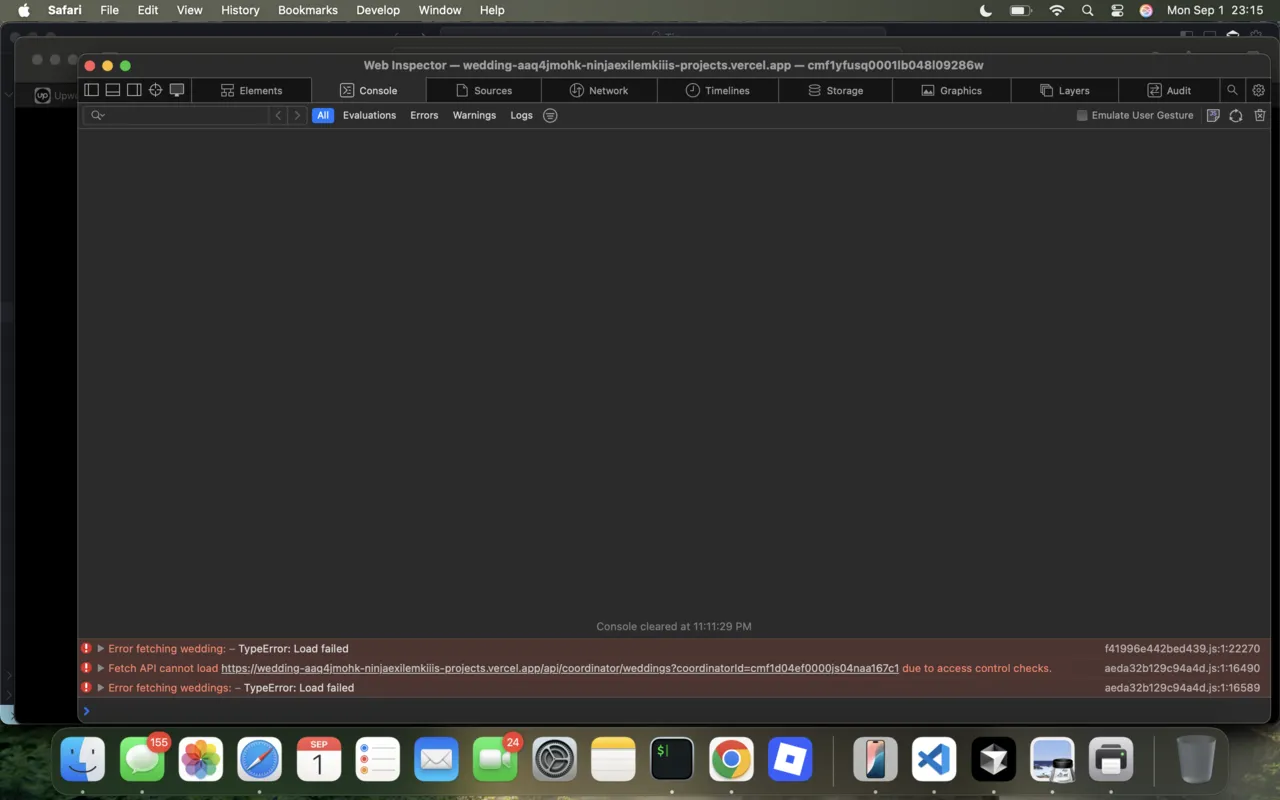 Safari File Edit View History Bookmarks Develop Window Help Mon Sep 1 23:15
Web Inspector — wedding-aaq4jmohk-ninjaexilemkiiis-projects.vercel.app — cmf1yfusq0001lb048l09286w
Elements Console Sources Network Timelines Storage Graphics Layers Audit
up Upw
All Evaluations Errors Warnings Logs Emulate User Gesture
Console cleared at 11:11:29 PM
Error fetching wedding: – TypeError: Load failed f41996e442bed439.js:1:22270
Fetch API cannot load https://wedding-aaq4jmohk-ninjaexilemkiiis-projects.vercel.app/api/coordinator/weddings?coordinatorId=cmf1d04ef0000js04naa167c1 due to access control checks. aeda32b129c94a4d.js:1:16490
Error fetching weddings: – TypeError: Load failed aeda32b129c94a4d.js:1:16589
155
SEP
1
24
$